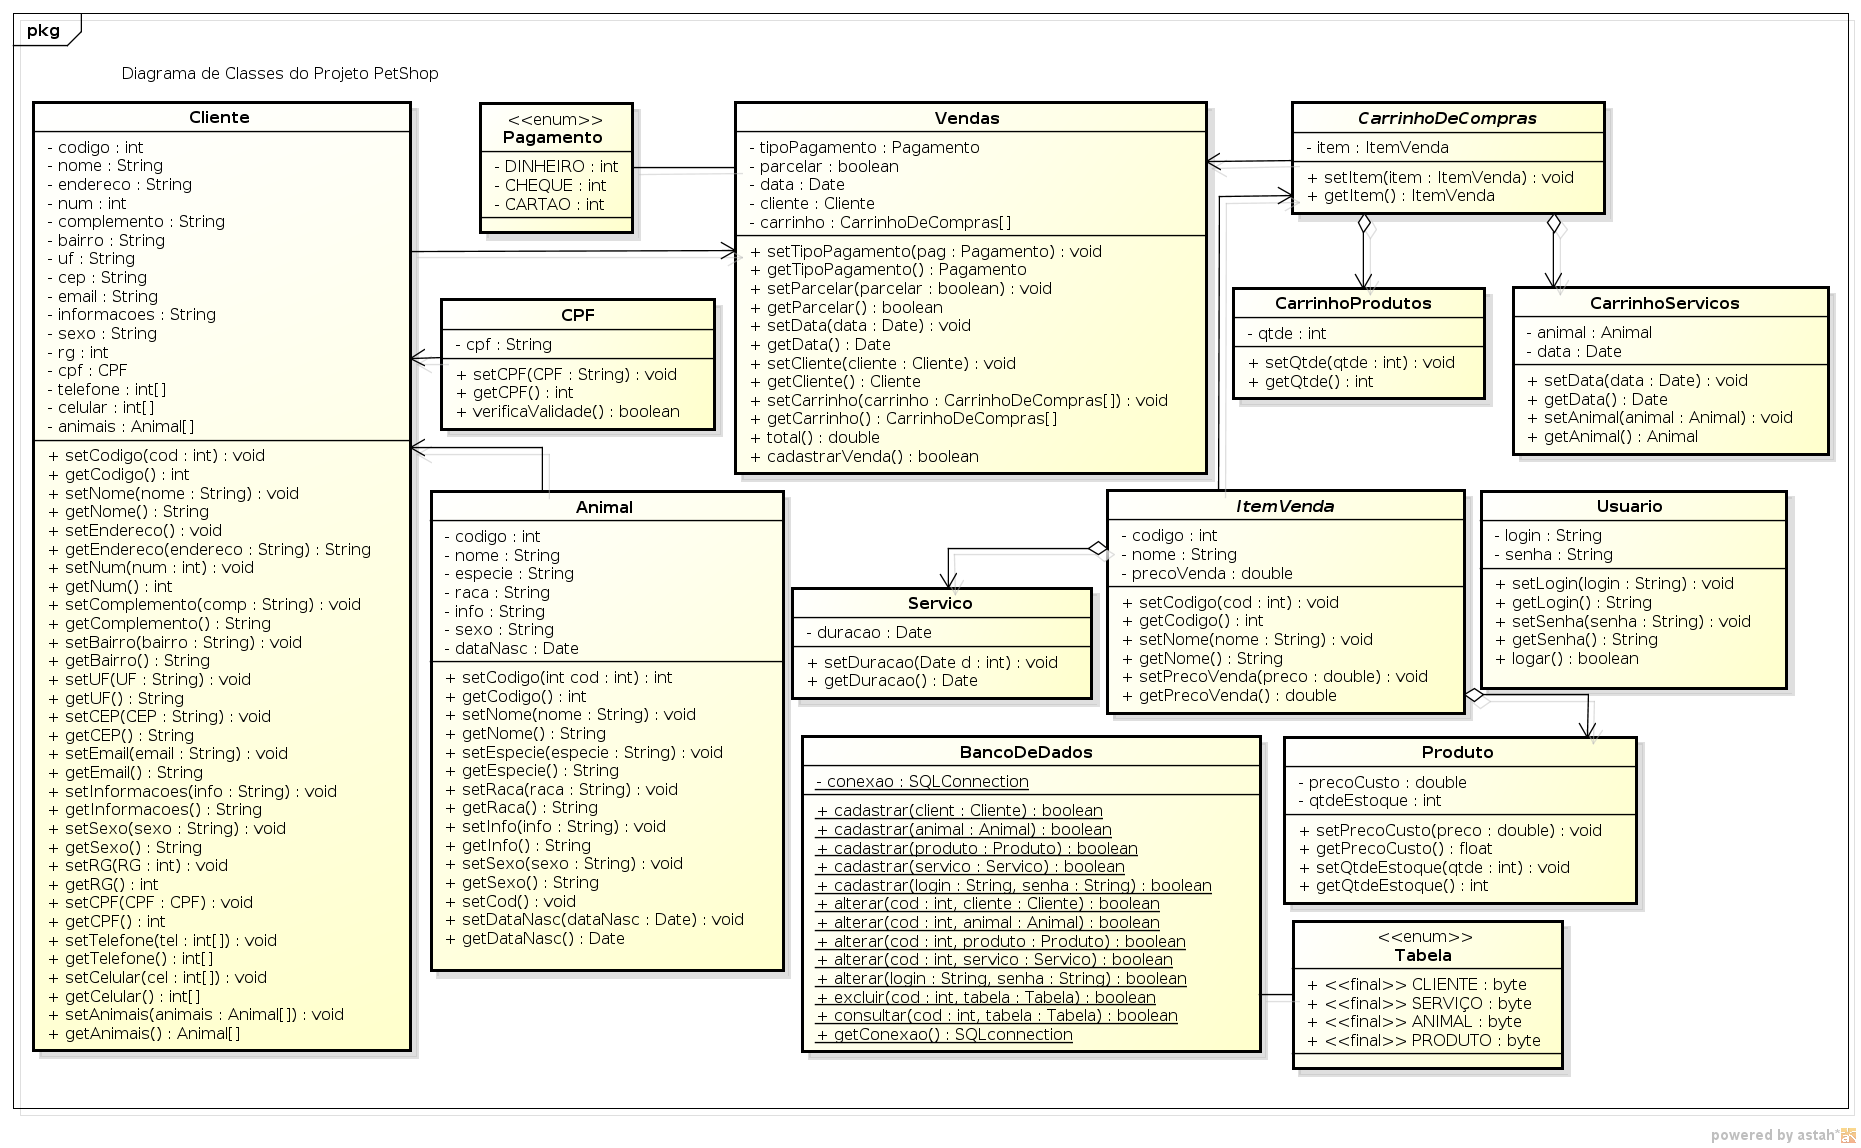 pkg
Diagrama de Classes do Projeto PetShop
Cliente
- codigo : int
- nome : String
- endereco : String
- num : int
- complemento : String
- bairro : String
- uf : String
- cep : String
- email : String
- informacoes : String
- sexo : String
- rg : int
- cpf : CPF
- telefone : int[]
- celular : int[]
- animais : Animal[]
+ setCodigo(cod : int) : void
+ getCodigo() : int
+ setNome(nome : String) : void
+ getNome() : String
+ setEndereco() : void
+ getEndereco(endereco : String) : String
+ setNum(num : int) : void
+ getNum() : int
+ setComplemento(comp : String) : void
+ getComplemento() : String
+ setBairro(bairro : String) : void
+ getBairro() : String
+ setUF(UF : String) : void
+ getUF() : String
+ setCEP(CEP : String) : void
+ getCEP() : String
+ setEmail(email : String) : void
+ getEmail() : String
+ setInformacoes(info : String) : void
+ getInformacoes() : String
+ setSexo(sexo : String) : void
+ getSexo() : String
+ setRG(RG : int) : void
+ getRG() : int
+ setCPF(CPF : CPF) : void
+ getCPF() : int
+ setTelefone(tel : int[]) : void
+ getTelefone() : int[]
+ setCelular(cel : int[]) : void
+ getCelular() : int[]
+ setAnimais(animais : Animal[]) : void
+ getAnimais() : Animal[]
<<enum>>
Pagamento
- DINHEIRO : int
- CHEQUE : int
- CARTAO : int
CPF
- cpf : String
+ setCPF(CPF : String) : void
+ getCPF() : int
+ verificaValidade() : boolean
Animal
- codigo : int
- nome : String
- especie : String
- raca : String
- info : String
- sexo : String
- dataNasc : Date
+ setCodigo(int cod : int) : int
+ getCodigo() : int
+ setNome(nome : String) : void
+ getNome() : String
+ setEspecie(especie : String) : void
+ getEspecie() : String
+ setRaca(raca : String) : void
+ getRaca() : String
+ setInfo(info : String) : void
+ getInfo() : String
+ setSexo(sexo : String) : void
+ getSexo() : String
+ setCod() : void
+ setDataNasc(dataNasc : Date) : void
+ getDataNasc() : Date
Vendas
- tipoPagamento : Pagamento
- parcelar : boolean
- data : Date
- cliente : Cliente
- carrinho : CarrinhoDeCompras[]
+ setTipoPagamento(pag : Pagamento) : void
+ getTipoPagamento() : Pagamento
+ setParcelar(parcelar : boolean) : void
+ getParcelar() : boolean
+ setData(data : Date) : void
+ getData() : Date
+ setCliente(cliente : Cliente) : void
+ getCliente() : Cliente
+ setCarrinho(carrinho : CarrinhoDeCompras[]) : void
+ getCarrinho() : CarrinhoDeCompras[]
+ total() : double
+ cadastrarVenda() : boolean
CarrinhoDeCompras
- item : ItemVenda
+ setItem(item : ItemVenda) : void
+ getItem() : ItemVenda
CarrinhoProdutos
- qtde : int
+ setQtde(qtde : int) : void
+ getQtde() : int
CarrinhoServicos
- animal : Animal
- data : Date
+ setData(data : Date) : void
+ getData() : Date
+ setAnimal(animal : Animal) : void
+ getAnimal() : Animal
ItemVenda
- codigo : int
- nome : String
- precoVenda : double
+ setCodigo(cod : int) : void
+ getCodigo() : int
+ setNome(nome : String) : void
+ getNome() : String
+ setPrecoVenda(preco : double) : void
+ getPrecoVenda() : double
Usuario
- login : String
- senha : String
+ setLogin(login : String) : void
+ getLogin() : String
+ setSenha(senha : String) : void
+ getSenha() : String
+ logar() : boolean
Servico
- duracao : Date
+ setDuracao(Date d : int) : void
+ getDuracao() : Date
BancoDeDados
- conexao : SQLConnection
+ cadastrar(client : Cliente) : boolean
+ cadastrar(animal : Animal) : boolean
+ cadastrar(produto : Produto) : boolean
+ cadastrar(servico : Servico) : boolean
+ cadastrar(login : String, senha : String) : boolean
+ alterar(cod : int, cliente : Cliente) : boolean
+ alterar(cod : int, animal : Animal) : boolean
+ alterar(cod : int, produto : Produto) : boolean
+ alterar(cod : int, servico : Servico) : boolean
+ alterar(login : String, senha : String) : boolean
+ excluir(cod : int, tabela : Tabela) : boolean
+ consultar(cod : int, tabela : Tabela) : boolean
+ getConexao() : SQLconnection
Produto
- precoCusto : double
- qtdeEstoque : int
+ setPrecoCusto(preco : double) : void
+ getPrecoCusto() : float
+ setQtdeEstoque(qtde : int) : void
+ getQtdeEstoque() : int
<<enum>>
Tabela
+ <<final>> CLIENTE : byte
+ <<final>> SERVIÇO : byte
+ <<final>> ANIMAL : byte
+ <<final>> PRODUTO : byte
powered by astah*